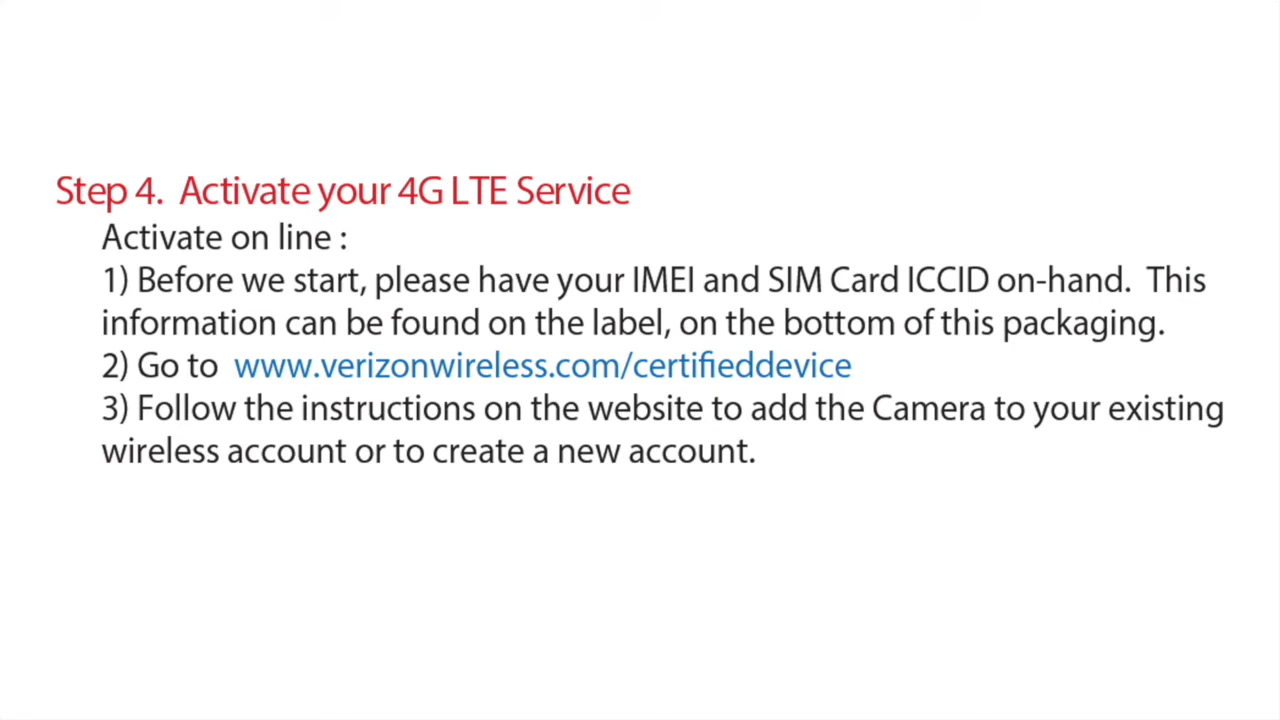 Step 4.  Activate your 4G LTE Service
Activate on line :
1) Before we start, please have your IMEI and SIM Card ICCID on-hand.  This
information can be found on the label, on the bottom of this packaging.
2) Go to  www.verizonwireless.com/certifieddevice
3) Follow the instructions on the website to add the Camera to your existing
wireless account or to create a new account.